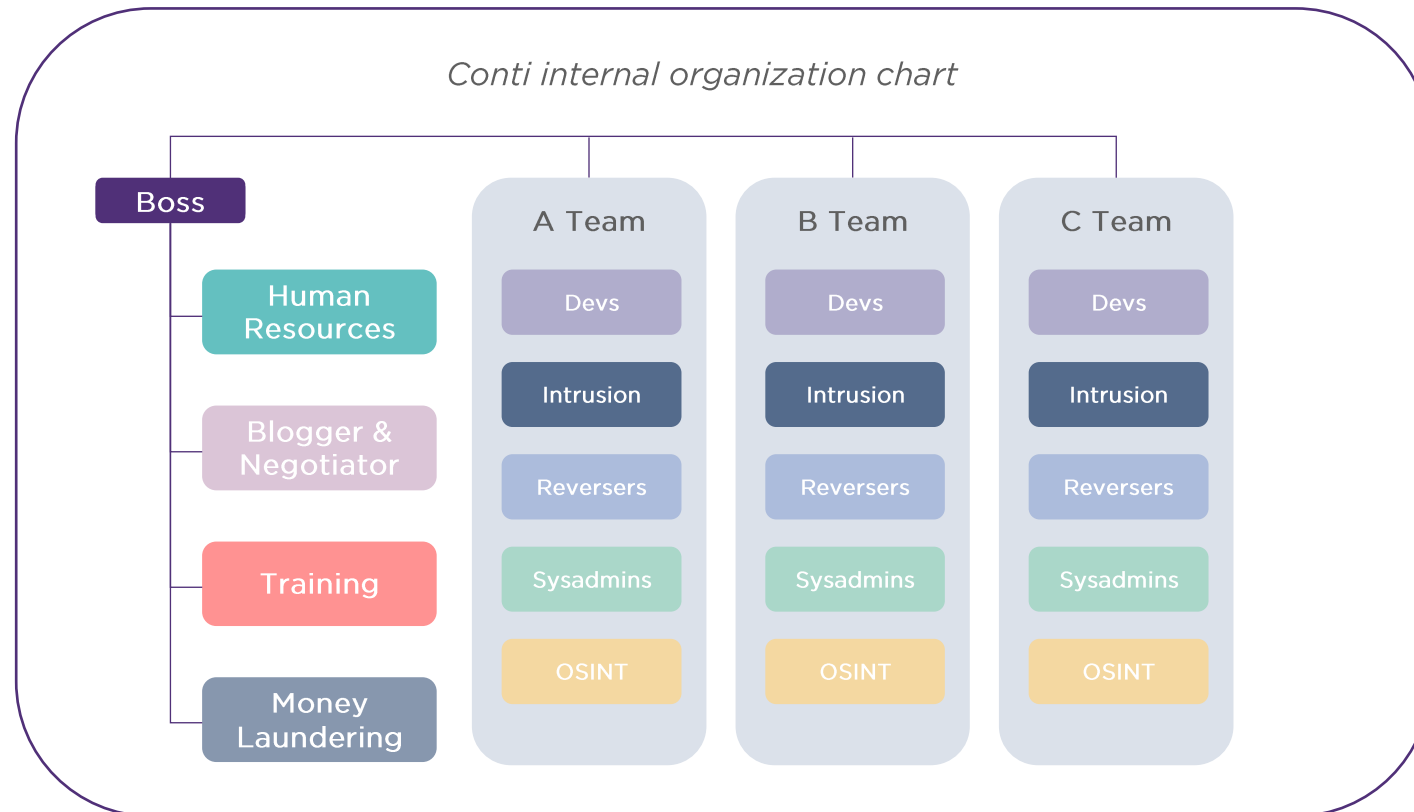 Conti internal organization chart
Boss
Human
Resources
Blogger &
Negotiator
Training
Money
Laundering
A Team
Devs
Intrusion
Reversers
Sysadmins
OSINT
B Team
Devs
Intrusion
Reversers
Sysadmins
OSINT
C Team
Devs
Intrusion
Reversers
Sysadmins
OSINT